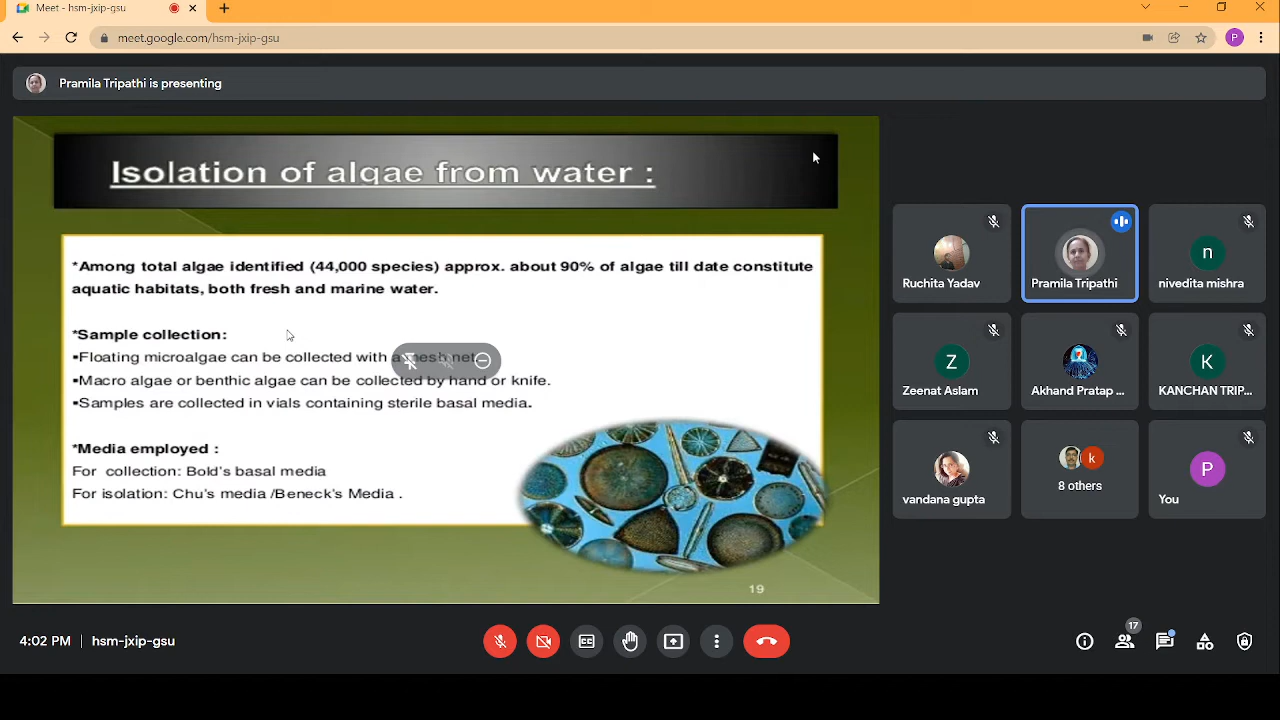 Meet - hsm-jxip-gsu
meet.google.com/hsm-jxip-gsu
P
Pramila Tripathi is presenting
Isolation of algae from water :
*Among total algae identified (44,000 species) approx. about 90% of algae till date constitute
aquatic habitats, both fresh and marine water.
*Sample collection:
▪Floating microalgae can be collected with a mesh net
▪Macro algae or benthic algae can be collected by hand or knife.
▪Samples are collected in vials containing sterile basal media.
*Media employed :
For collection: Bold's basal media
For isolation: Chu's media /Beneck's Media .
19
Ruchita Yadav
Pramila Tripathi
n
nivedita mishra
Z
Zeenat Aslam
Akhand Pratap ...
K
KANCHAN TRIP...
vandana gupta
k
8 others
P
You
4:02 PM | hsm-jxip-gsu
CC
17